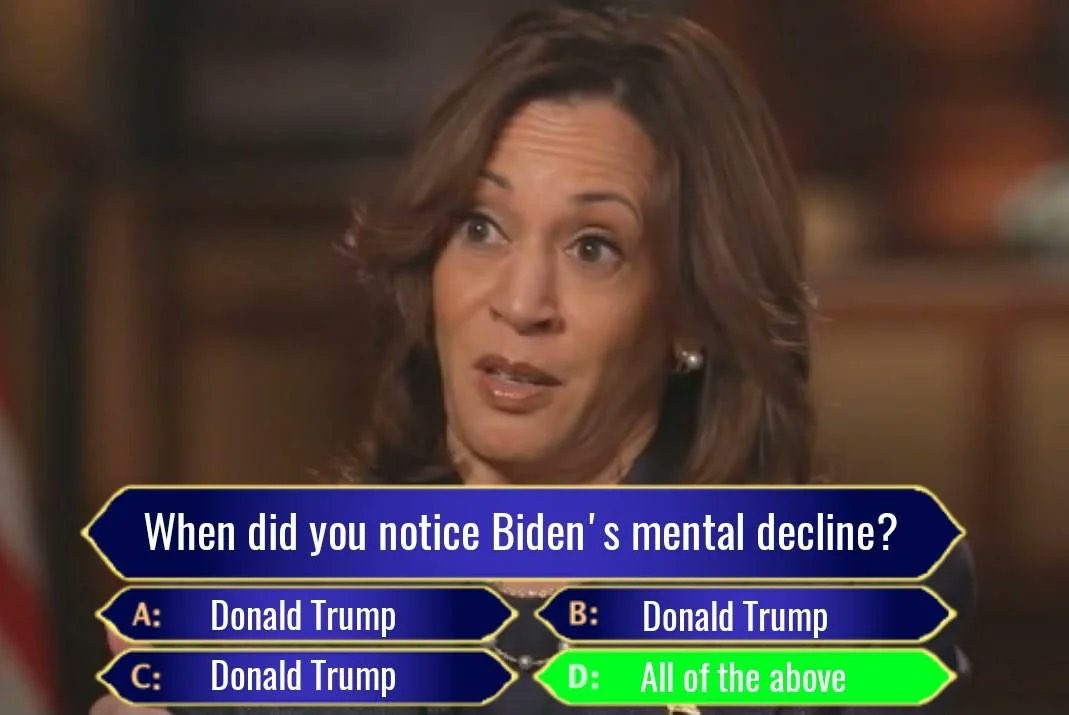 When did you notice Biden's mental decline?
A: Donald Trump
B: Donald Trump
C: Donald Trump
D: All of the above